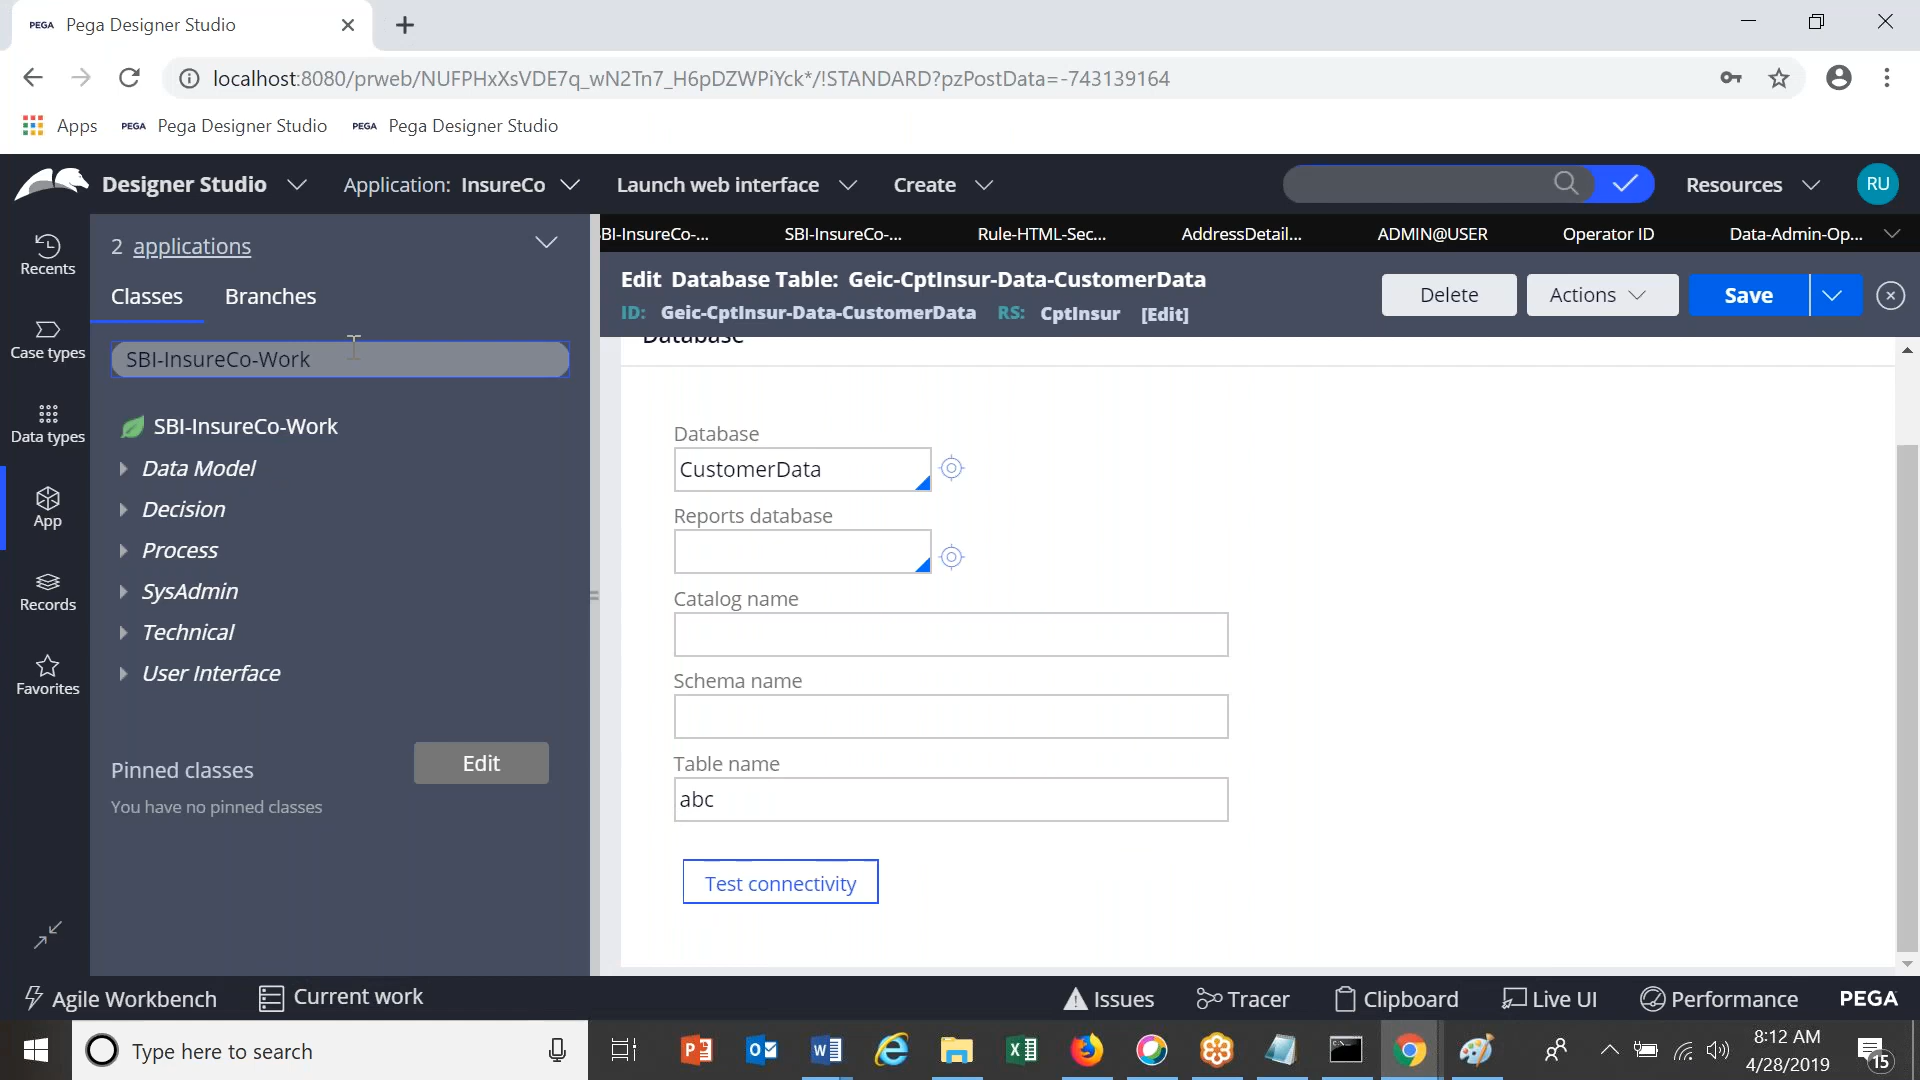 PEGA Pega Designer Studio
localhost:8080/prweb/NUFPHxXsVDE7q_wN2Tn7_H6pDZWPiYck*/!STANDARD?pzPostData=-743139164
Apps PEGA Pega Designer Studio PEGA Pega Designer Studio
Designer Studio Application: InsureCo Launch web interface Create Resources RU
BI-InsureCo-... SBI-InsureCo-... Rule-HTML-Sec... AddressDetail... ADMIN@USER Operator ID Data-Admin-Op...
Recents
Case types
Data types
App
Records
Favorites
2 applications
Classes Branches
SBI-InsureCo-Work
SBI-InsureCo-Work
Data Model
Decision
Process
SysAdmin
Technical
User Interface
Pinned classes Edit
You have no pinned classes
Edit Database Table: Geic-CptInsur-Data-CustomerData
ID: Geic-CptInsur-Data-CustomerData RS: CptInsur [Edit]
Delete Actions Save
Database
Database
CustomerData
Reports database
Catalog name
Schema name
Table name
abc
Test connectivity
Agile Workbench Current work Issues Tracer Clipboard Live UI Performance PEGA
Type here to search
8:12 AM
4/28/2019
15